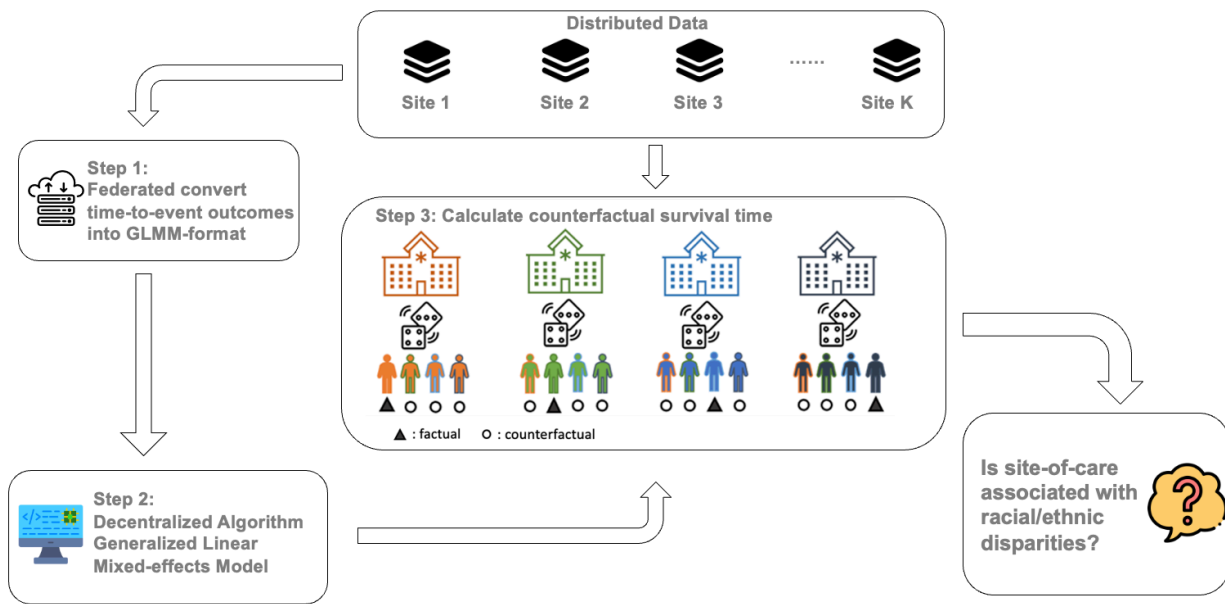 Distributed Data
Site 1
Site 2
Site 3
......
Site K
Step 1:
Federated convert
time-to-event outcomes
into GLMM-format
Step 3: Calculate counterfactual survival time
▲ : factual
○ : counterfactual
Step 2:
Decentralized Algorithm
Generalized Linear
Mixed-effects Model
Is site-of-care
associated with
racial/ethnic
disparities?
?